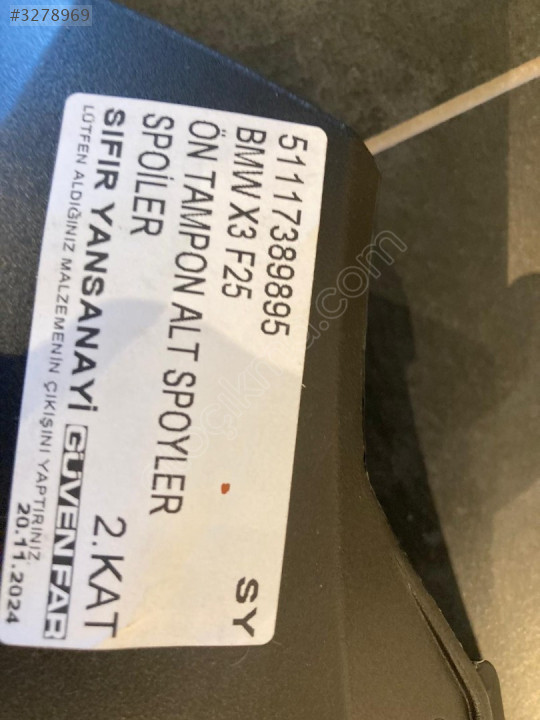 #3278969
51117389895
BMW X3 F25
ÖN TAMPON ALT SPOYLER
SPOİLER
SY
2.KAT
SIFIR YANSANAYİ GÜVENFAR
LÜTFEN ALDIĞINIZ MALZEMENİN ÇIKIŞINI YAPTIRINIZ.
20.11.2024